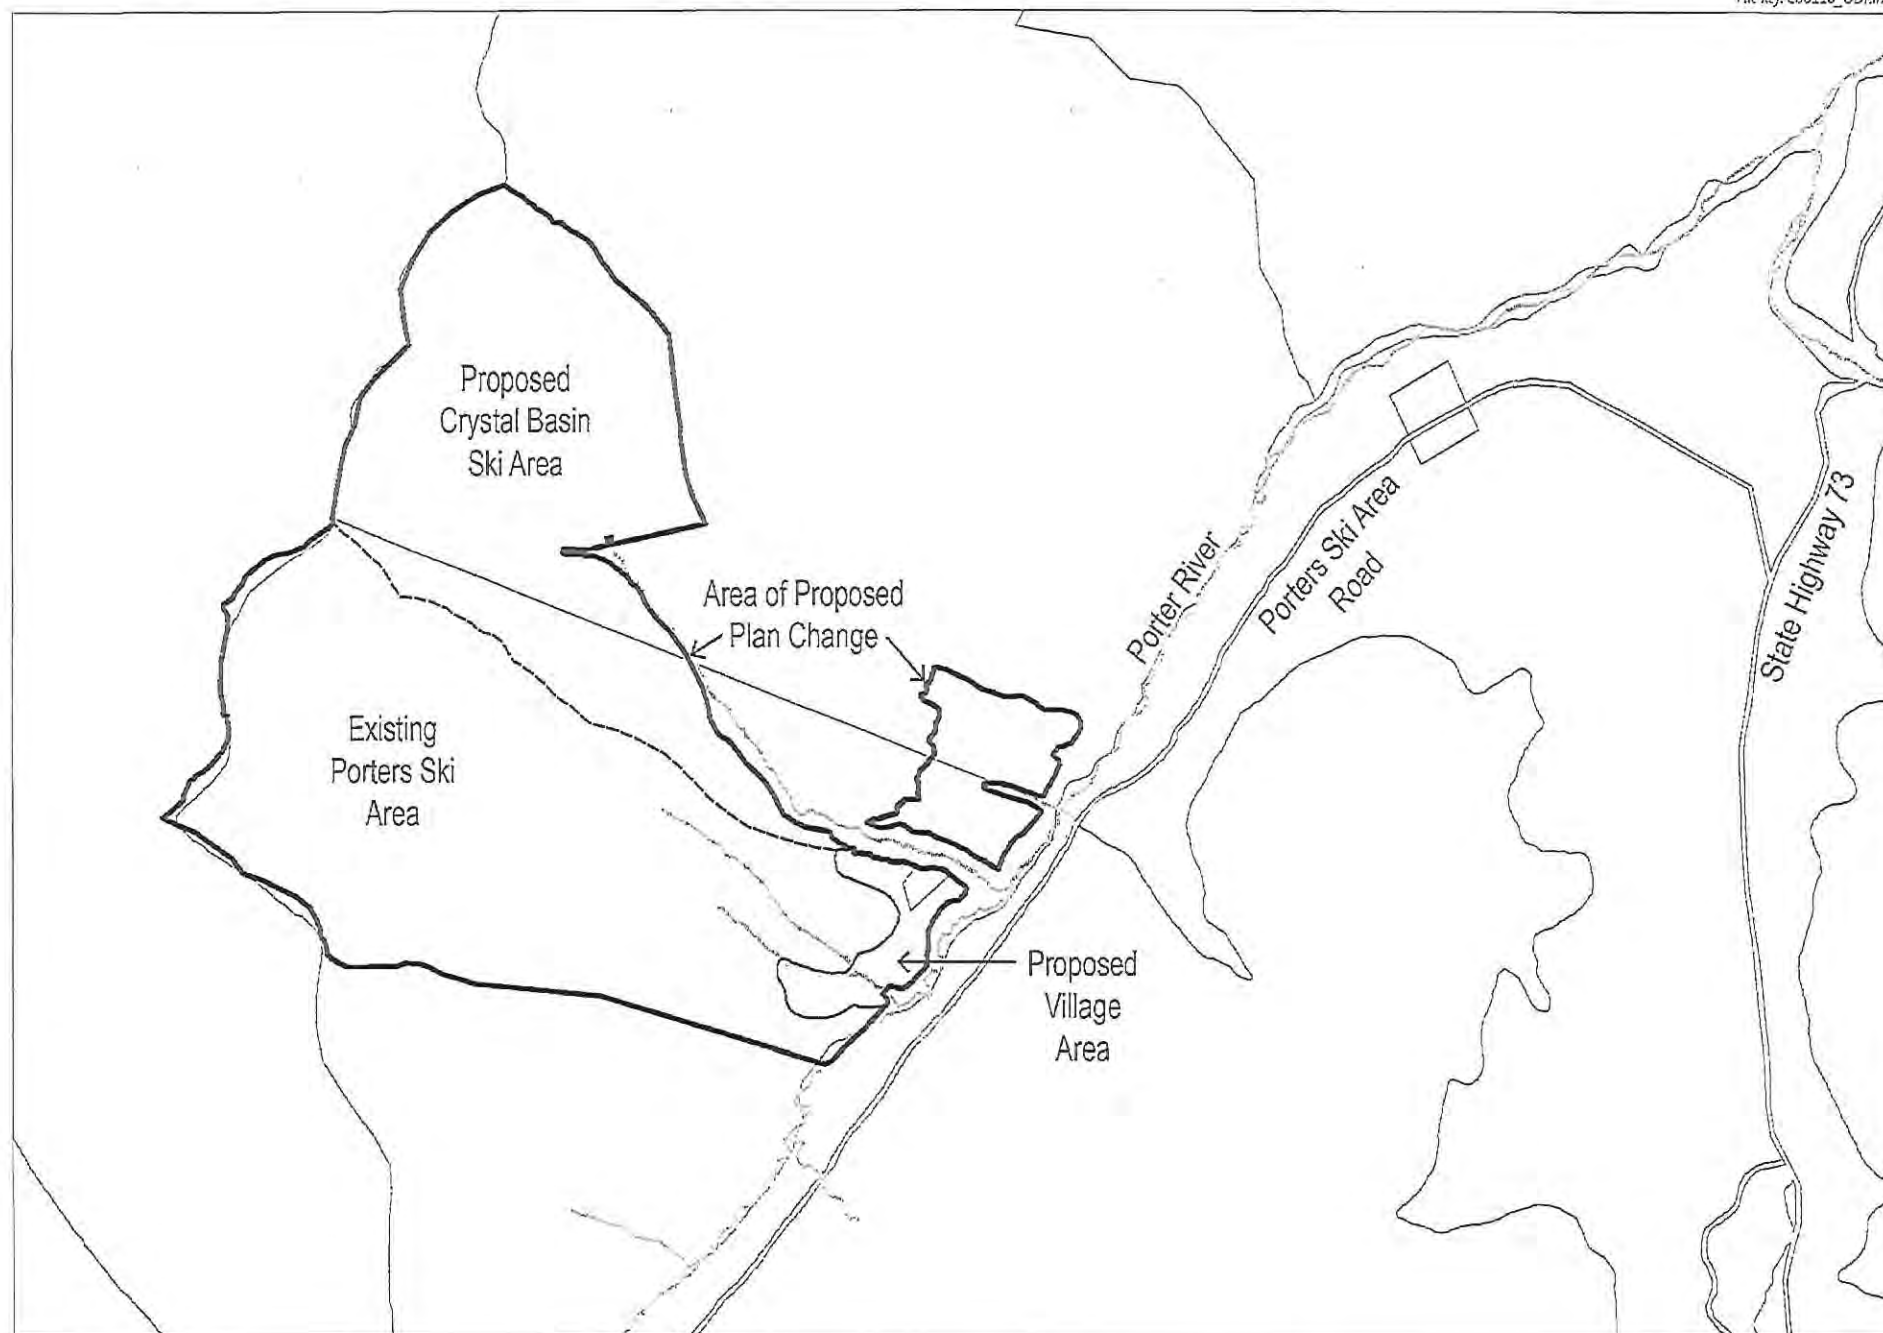 Proposed
Crystal Basin
Ski Area
Area of Proposed
Plan Change
Existing
Porters Ski
Area
Porter River
Porters Ski Area
Road
State Highway 73
Proposed
Village
Area